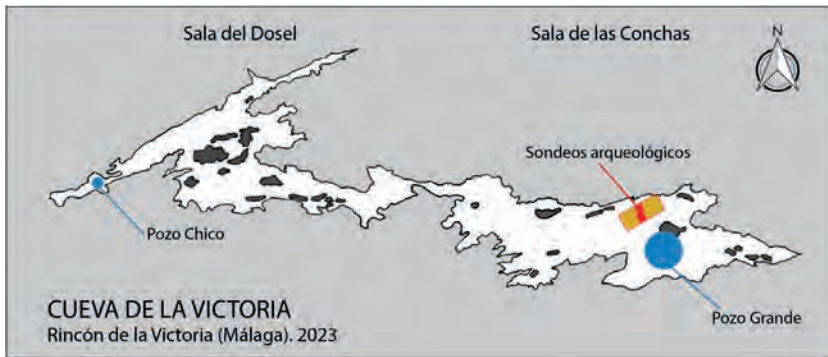 Sala del Dosel
Sala de las Conchas
N
Sondeos arqueológicos
Pozo Chico
Pozo Grande
CUEVA DE LA VICTORIA
Rincón de la Victoria (Málaga). 2023